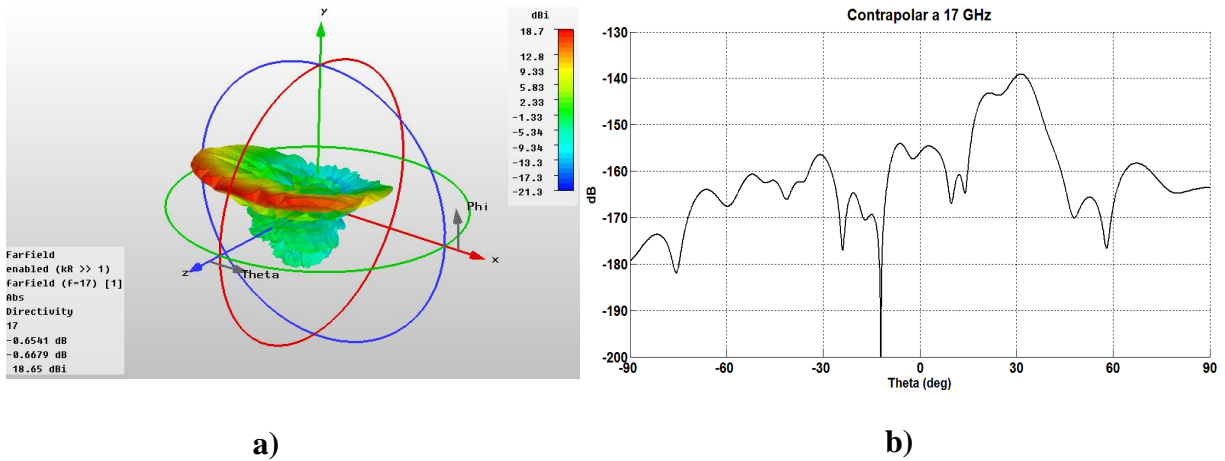 y
dBi
18.7
12.8
9.33
5.83
2.33
-1.33
-5.34
-9.34
-13.3
-17.3
-21.3
Phi
x
z
Theta
Farfield
enabled (kR >> 1)
farfield (f=17) [1]
Abs
Directivity
17
-0.6541 dB
-0.6679 dB
18.65 dBi
a)
Contrapolar a 17 GHz
-130
-140
-150
-160
-170
-180
-190
-200
dB
-90
-60
-30
0
30
60
90
Theta (deg)
b)